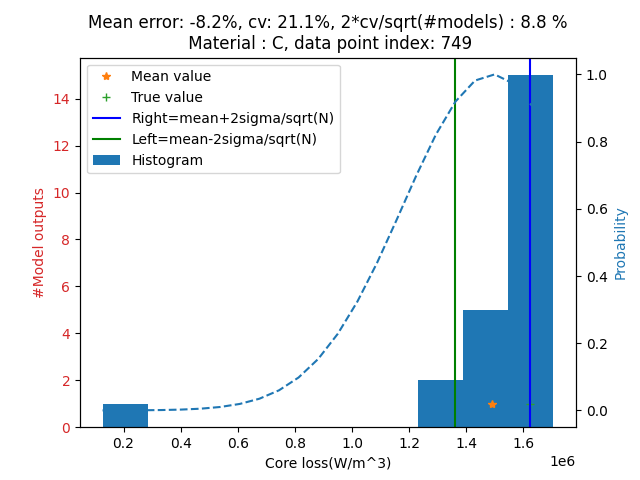 Mean error: -8.2%, cv: 21.1%, 2*cv/sqrt(#models) : 8.8 %
Material : C, data point index: 749
Mean value
True value
Right=mean+2sigma/sqrt(N)
Left=mean-2sigma/sqrt(N)
Histogram
#Model outputs
14
12
10
8
6
4
2
0
1.0
0.8
0.6
0.4
0.2
0.0
Probability
0.2 0.4 0.6 0.8 1.0 1.2 1.4 1.6
1e6
Core loss(W/m^3)